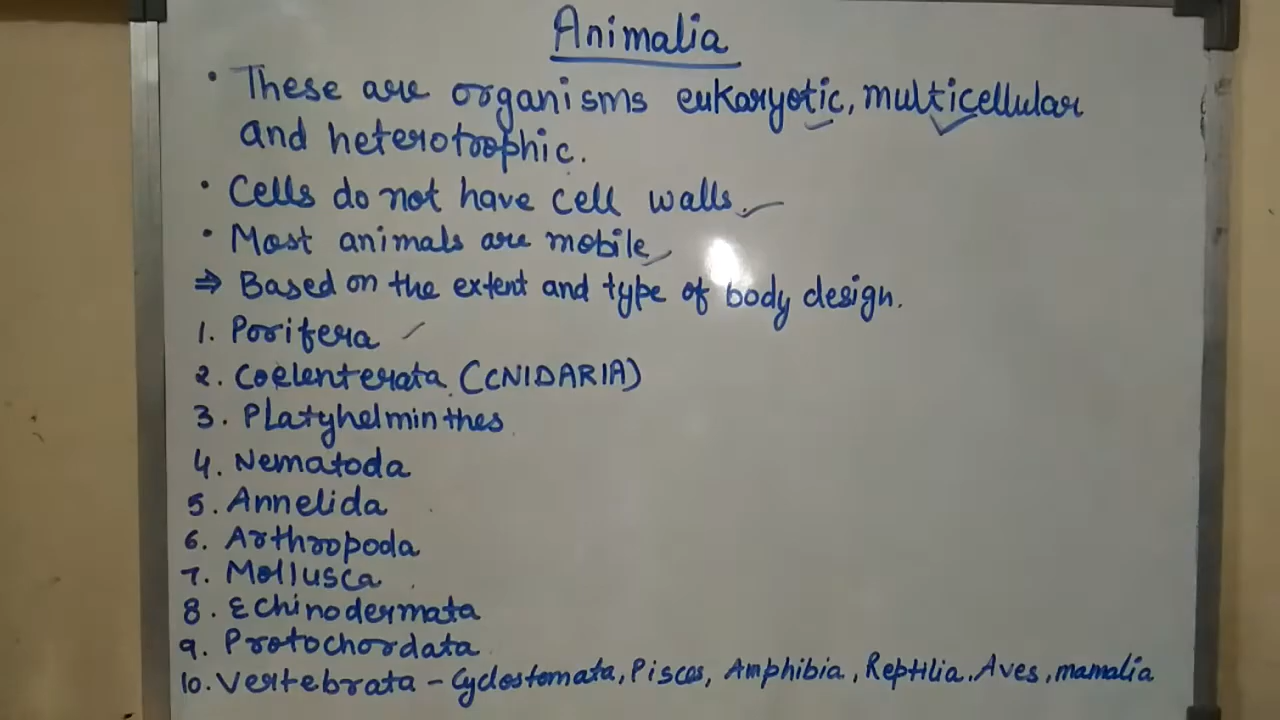 Animalia
• These are organisms eukaryotic, multicellular
and heterotrophic.
• Cells do not have cell walls.
• Most animals are mobile
⇒ Based on the extent and type of body design.
1. Porifera
2. Coelenterata (CNIDARIA)
3. Platyhelminthes
4. Nematoda
5. Annelida
6. Arthropoda
7. Mollusca
8. Echinodermata
9. Protochordata
10. Vertebrata - Cyclostomata, Pisces, Amphibia, Reptilia, Aves, mamalia